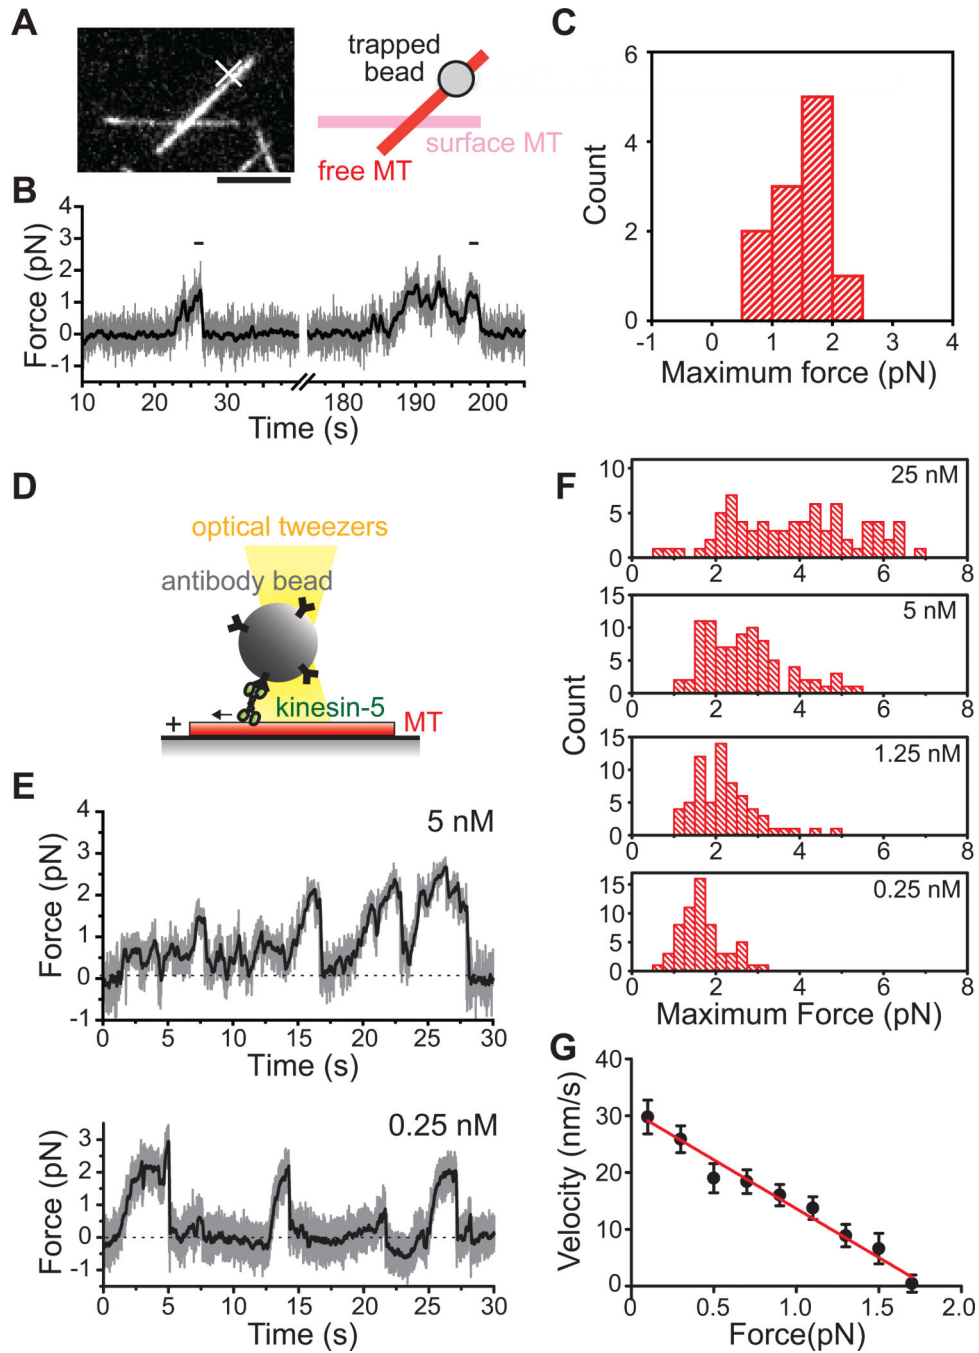 A
trapped
bead
surface MT
free MT
B
Force (pN)
4
3
2
1
0
-1
10 20 30 180 190 200
Time (s)
C
Count
6
4
2
0
-1 0 1 2 3 4
Maximum force (pN)
D
optical tweezers
antibody bead
kinesin-5
+
MT
E
5 nM
Force (pN)
4
3
2
1
0
-1
0 5 10 15 20 25 30
Time (s)
0.25 nM
Force (pN)
3
2
1
0
-1
0 5 10 15 20 25 30
Time (s)
F
Count
25 nM
10
5
0
0 2 4 6 8
5 nM
15
10
5
0
0 2 4 6 8
1.25 nM
15
10
5
0
0 2 4 6 8
0.25 nM
15
10
5
0
0 2 4 6 8
Maximum Force (pN)
G
Velocity (nm/s)
40
30
20
10
0
0 0.5 1.0 1.5 2.0
Force(pN)